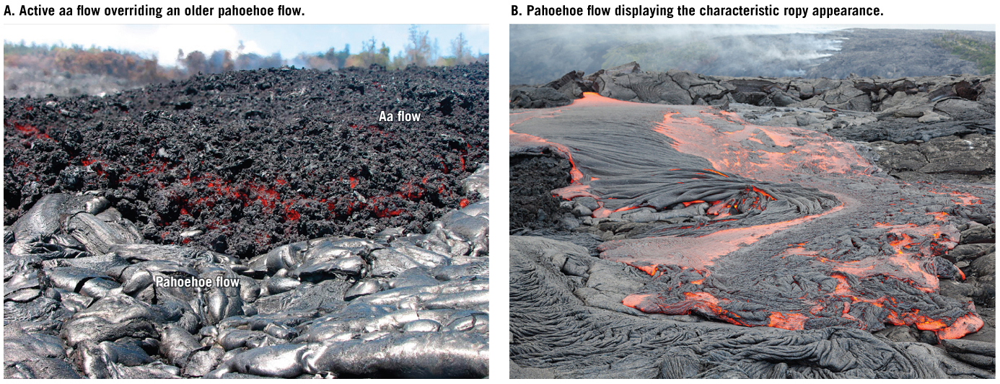 A. Active aa flow overriding an older pahoehoe flow.
B. Pahoehoe flow displaying the characteristic ropy appearance.
Aa flow
Pahoehoe flow